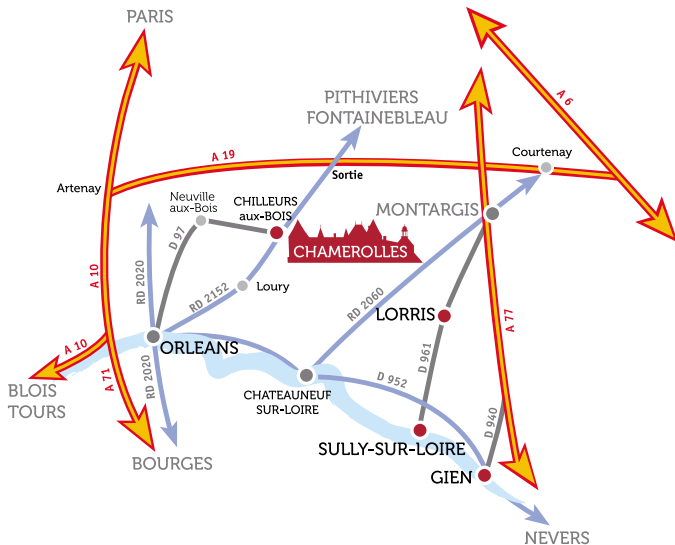 PARIS
A 6
PITHIVIERS
FONTAINEBLEAU
A 19
Courtenay
Sortie
Artenay
Neuville
aux-Bois
CHILLEURS
aux-BOIS
MONTARGIS
D 97
CHAMEROLLES
RD 2020
A 10
Loury
RD 2152
RD 2060
LORRIS
A 77
A 10
ORLEANS
D 961
A 71
RD 2020
BLOIS
TOURS
CHATEAUNEUF
SUR-LOIRE
D 952
D 940
SULLY-SUR-LOIRE
BOURGES
GIEN
NEVERS